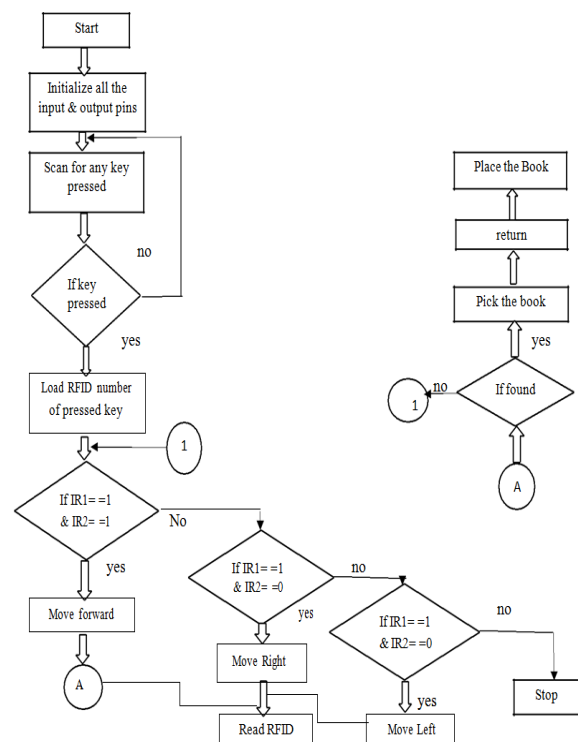 Start
Initialize all the
input & output pins
Scan for any key
pressed
no
If key
pressed
yes
Load RFID number
of pressed key
1
If IR1= =1
& IR2= =1
No
yes
Move forward
A
If IR1= =1
& IR2= =0
no
yes
Move Right
Read RFID
If IR1= =1
& IR2= =0
no
yes
Move Left
Stop
Place the Book
return
Pick the book
yes
If found
no
1
A